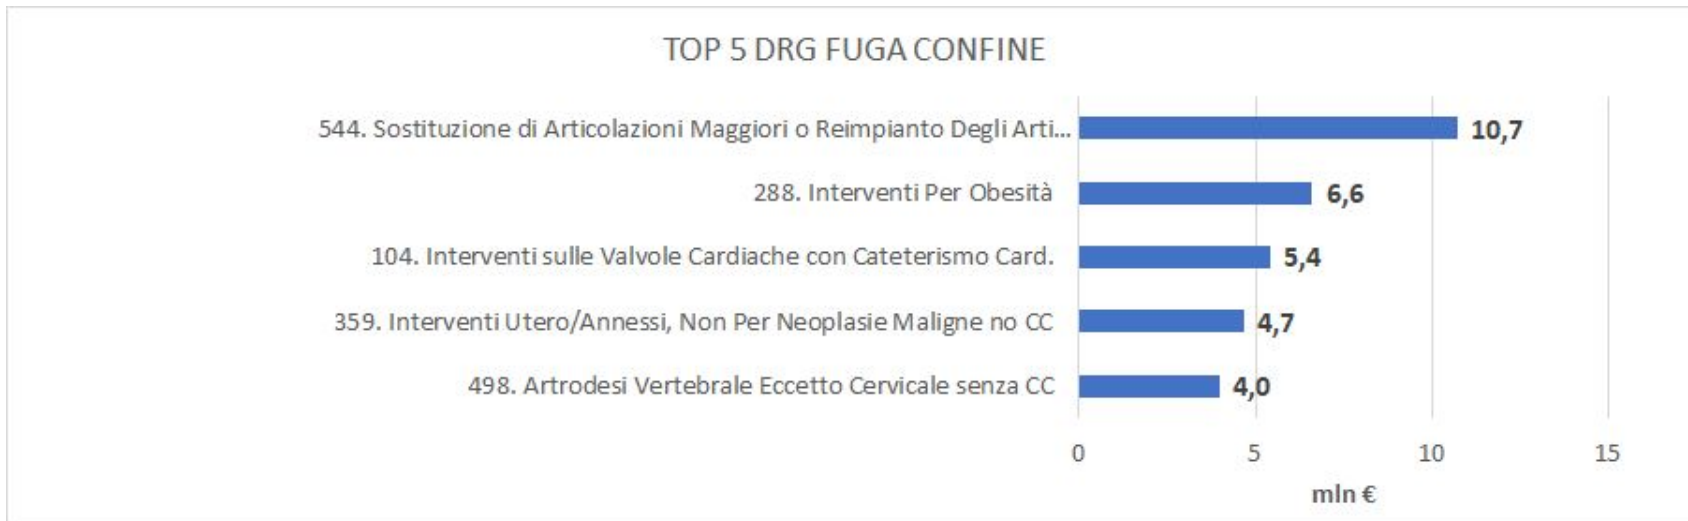 TOP 5 DRG FUGA CONFINE
544. Sostituzione di Articolazioni Maggiori o Reimpianto Degli Arti... 10,7
288. Interventi Per Obesità 6,6
104. Interventi sulle Valvole Cardiache con Cateterismo Card. 5,4
359. Interventi Utero/Annessi, Non Per Neoplasie Maligne no CC 4,7
498. Artrodesi Vertebrale Eccetto Cervicale senza CC 4,0
0 5 10 15
mln €